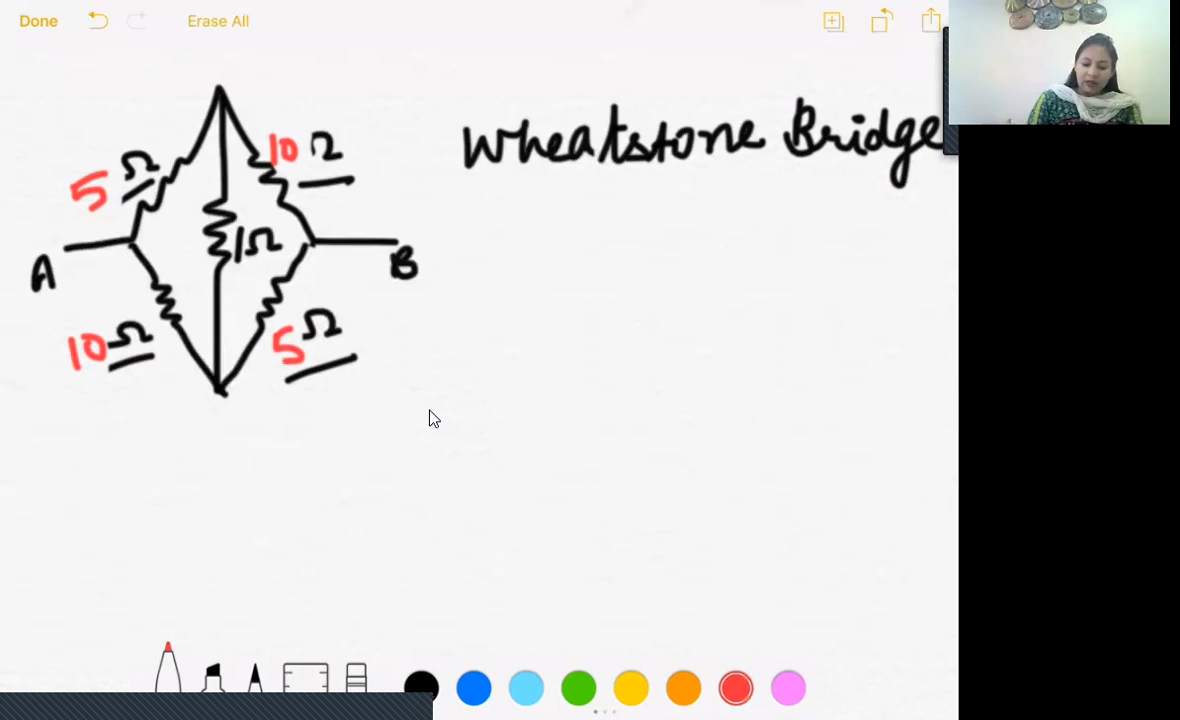 Done Erase All
Wheatstone Bridge
10 Ω
5 Ω
1Ω
A
B
10 Ω
5 Ω